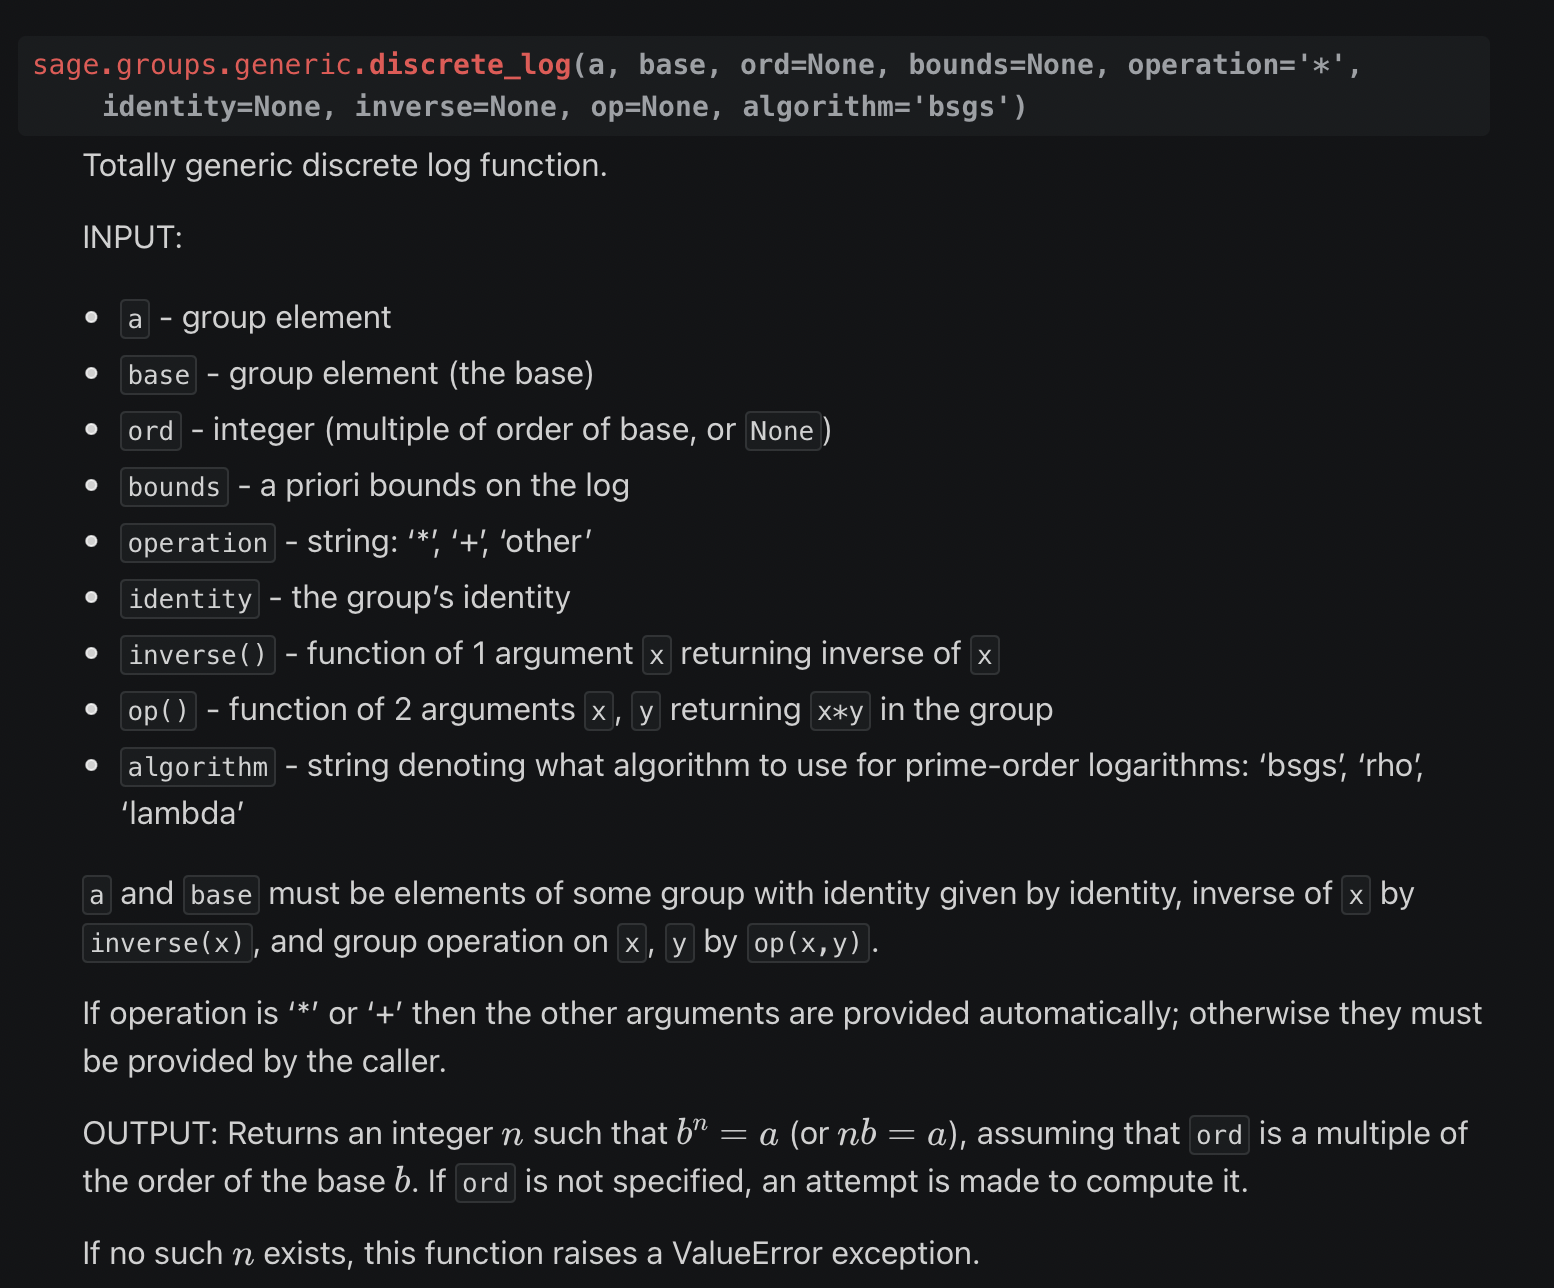 sage.groups.generic.discrete_log(a, base, ord=None, bounds=None, operation='*',
identity=None, inverse=None, op=None, algorithm='bsgs')
Totally generic discrete log function.
INPUT:
• a - group element
• base - group element (the base)
• ord - integer (multiple of order of base, or None)
• bounds - a priori bounds on the log
• operation - string: ‘*’, ‘+’, ‘other’
• identity - the group’s identity
• inverse() - function of 1 argument x returning inverse of x
• op() - function of 2 arguments x, y returning x*y in the group
• algorithm - string denoting what algorithm to use for prime-order logarithms: ‘bsgs’, ‘rho’,
‘lambda’
a and base must be elements of some group with identity given by identity, inverse of x by
inverse(x), and group operation on x, y by op(x,y).
If operation is ‘*’ or ‘+’ then the other arguments are provided automatically; otherwise they must
be provided by the caller.
OUTPUT: Returns an integer n such that bⁿ = a (or nb = a), assuming that ord is a multiple of
the order of the base b. If ord is not specified, an attempt is made to compute it.
If no such n exists, this function raises a ValueError exception.